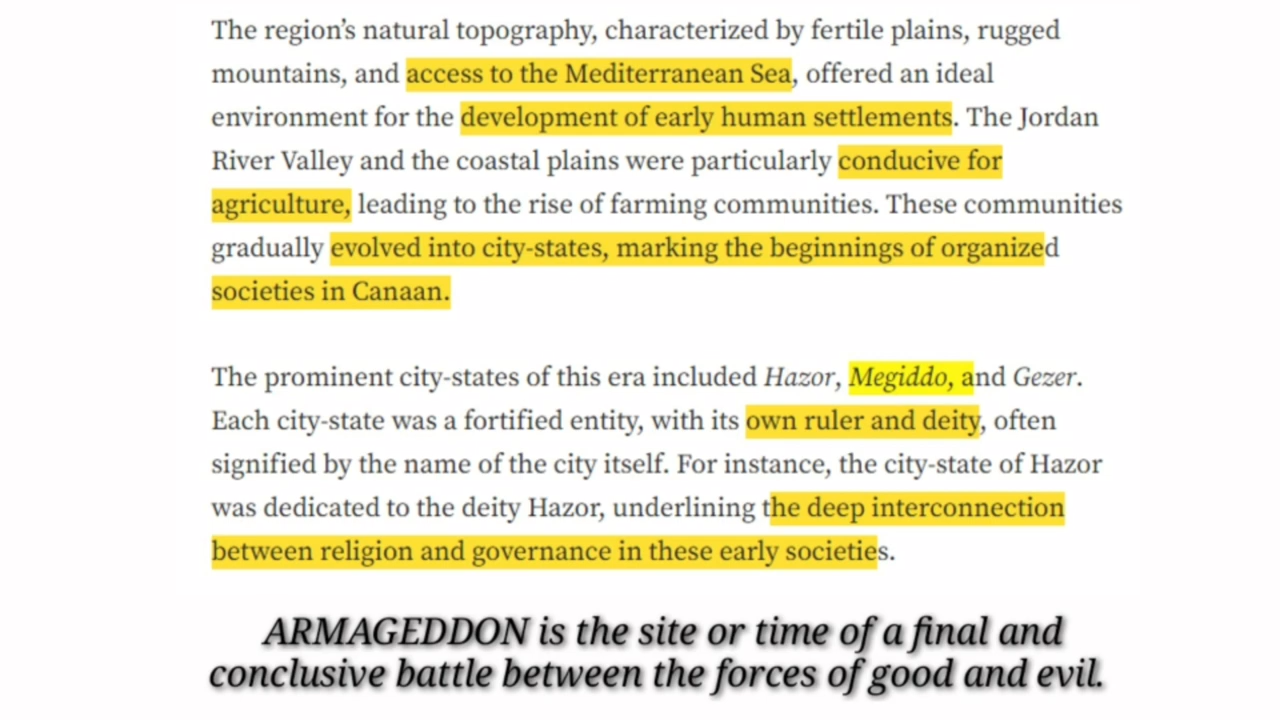 The region’s natural topography, characterized by fertile plains, rugged
mountains, and access to the Mediterranean Sea, offered an ideal
environment for the development of early human settlements. The Jordan
River Valley and the coastal plains were particularly conducive for
agriculture, leading to the rise of farming communities. These communities
gradually evolved into city-states, marking the beginnings of organized
societies in Canaan.
The prominent city-states of this era included Hazor, Megiddo, and Gezer.
Each city-state was a fortified entity, with its own ruler and deity, often
signified by the name of the city itself. For instance, the city-state of Hazor
was dedicated to the deity Hazor, underlining the deep interconnection
between religion and governance in these early societies.
ARMAGEDDON is the site or time of a final and
conclusive battle between the forces of good and evil.